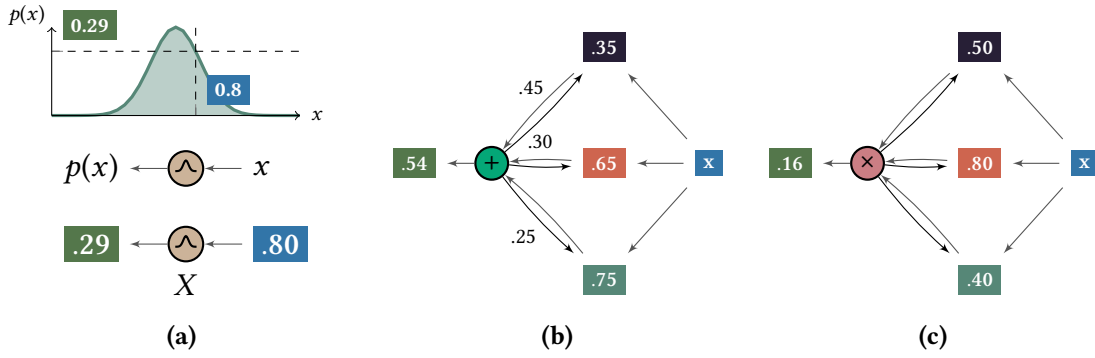 p(x)
0.29
0.8
x
p(x)
x
.29
.80
X
(a)
.35
.45
.30
.54
+
.65
x
.25
.75
(b)
.50
.16
×
.80
x
.40
(c)